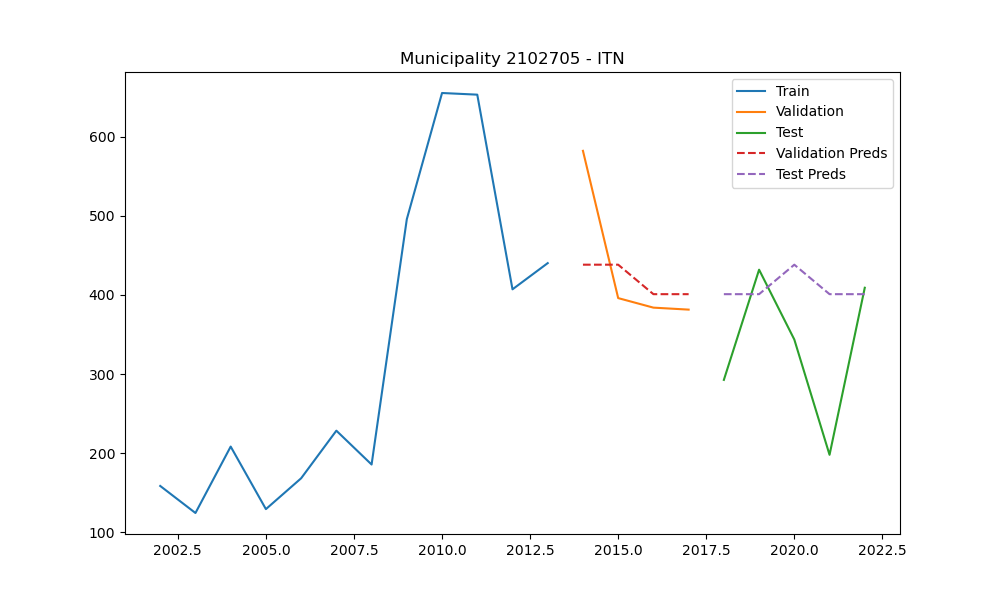 Municipality 2102705 - ITN
Train
Validation
Test
Validation Preds
Test Preds
600
500
400
300
200
100
2002.5 2005.0 2007.5 2010.0 2012.5 2015.0 2017.5 2020.0 2022.5